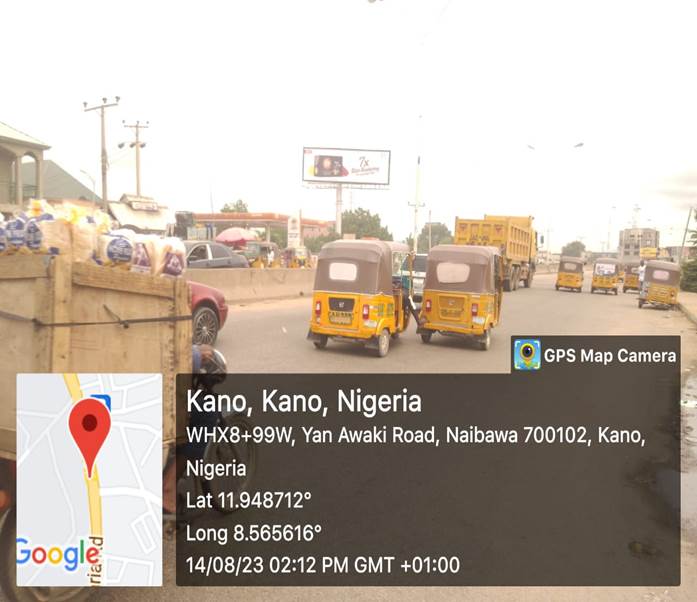 7X
GPS Map Camera
Kano, Kano, Nigeria
WHX8+99W, Yan Awaki Road, Naibawa 700102, Kano,
Nigeria
Lat 11.948712°
Long 8.565616°
14/08/23 02:12 PM GMT +01:00
Google